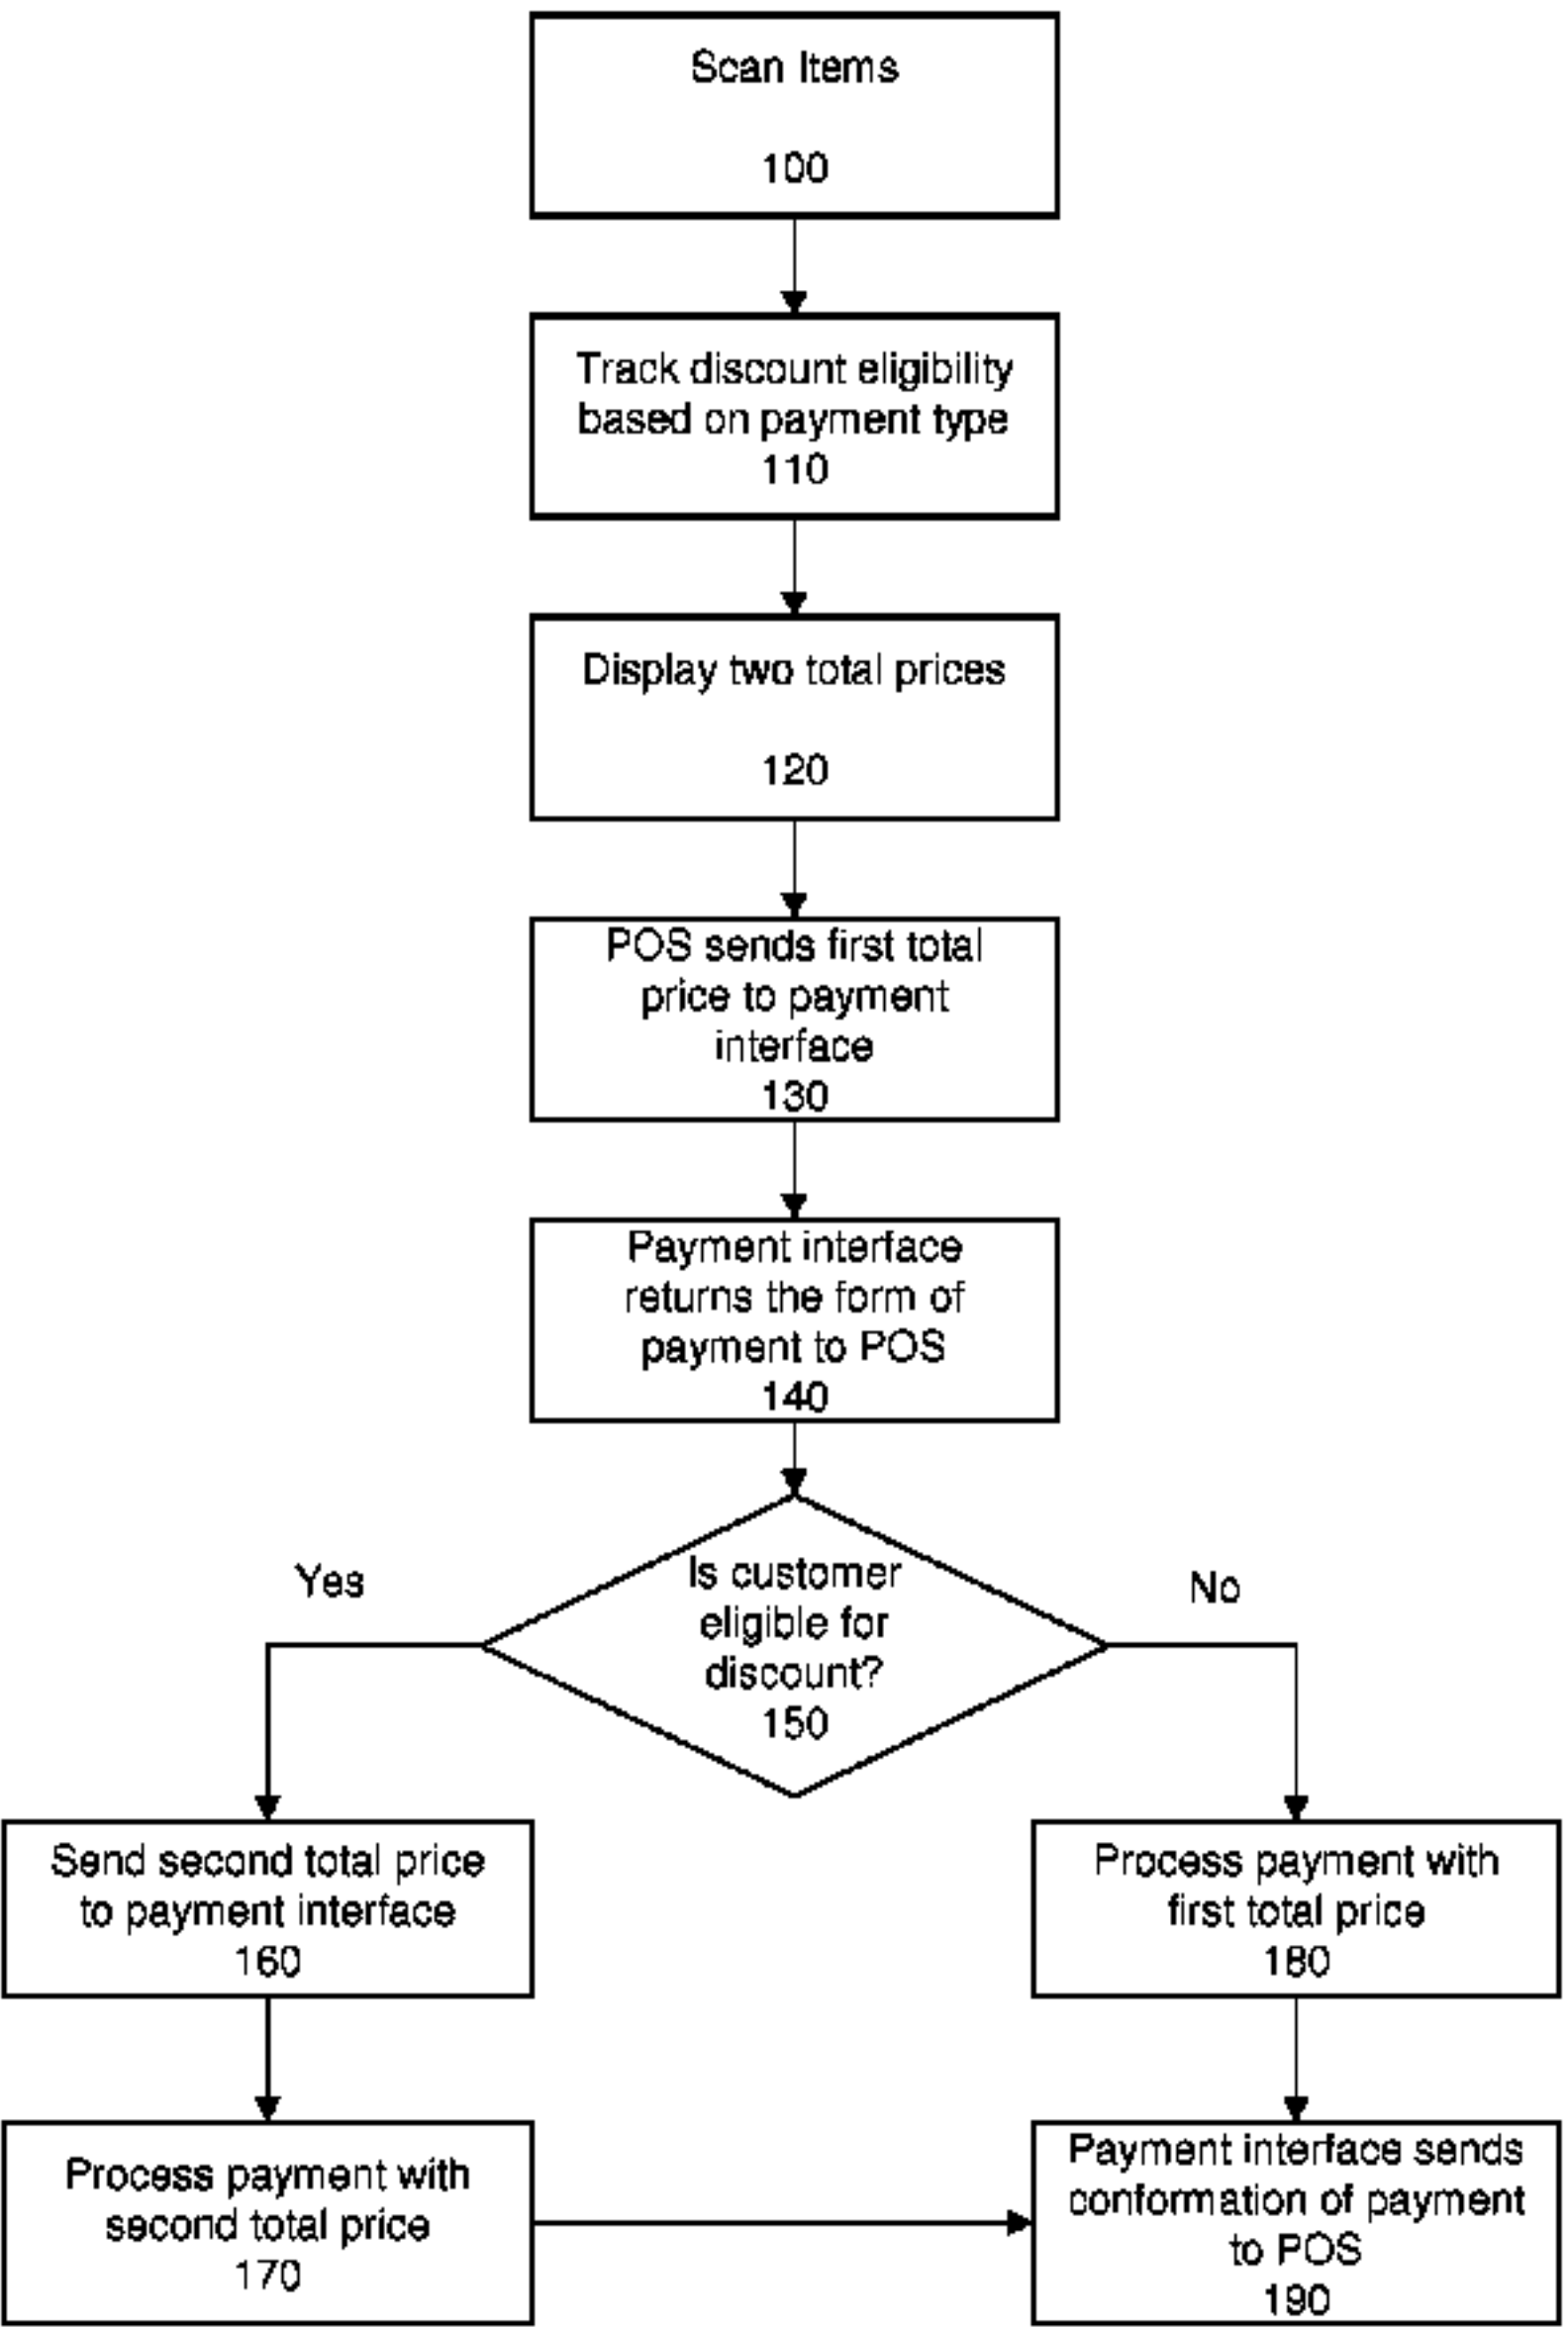 Scan Items
100
Track discount eligibility
based on payment type
110
Display two total prices
120
POS sends first total
price to payment
interface
130
Payment interface
returns the form of
payment to POS
140
Is customer
eligible for
discount?
150
Yes
No
Send second total price
to payment interface
160
Process payment with
first total price
180
Process payment with
second total price
170
Payment interface sends
conformation of payment
to POS
190